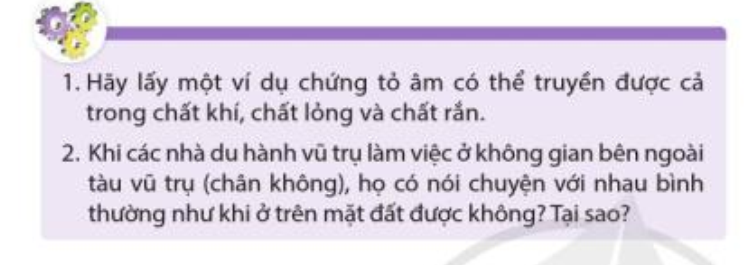 1. Hãy lấy một ví dụ chứng tỏ âm có thể truyền được cả
trong chất khí, chất lỏng và chất rắn.
2. Khi các nhà du hành vũ trụ làm việc ở không gian bên ngoài
tàu vũ trụ (chân không), họ có nói chuyện với nhau bình
thường như khi ở trên mặt đất được không? Tại sao?